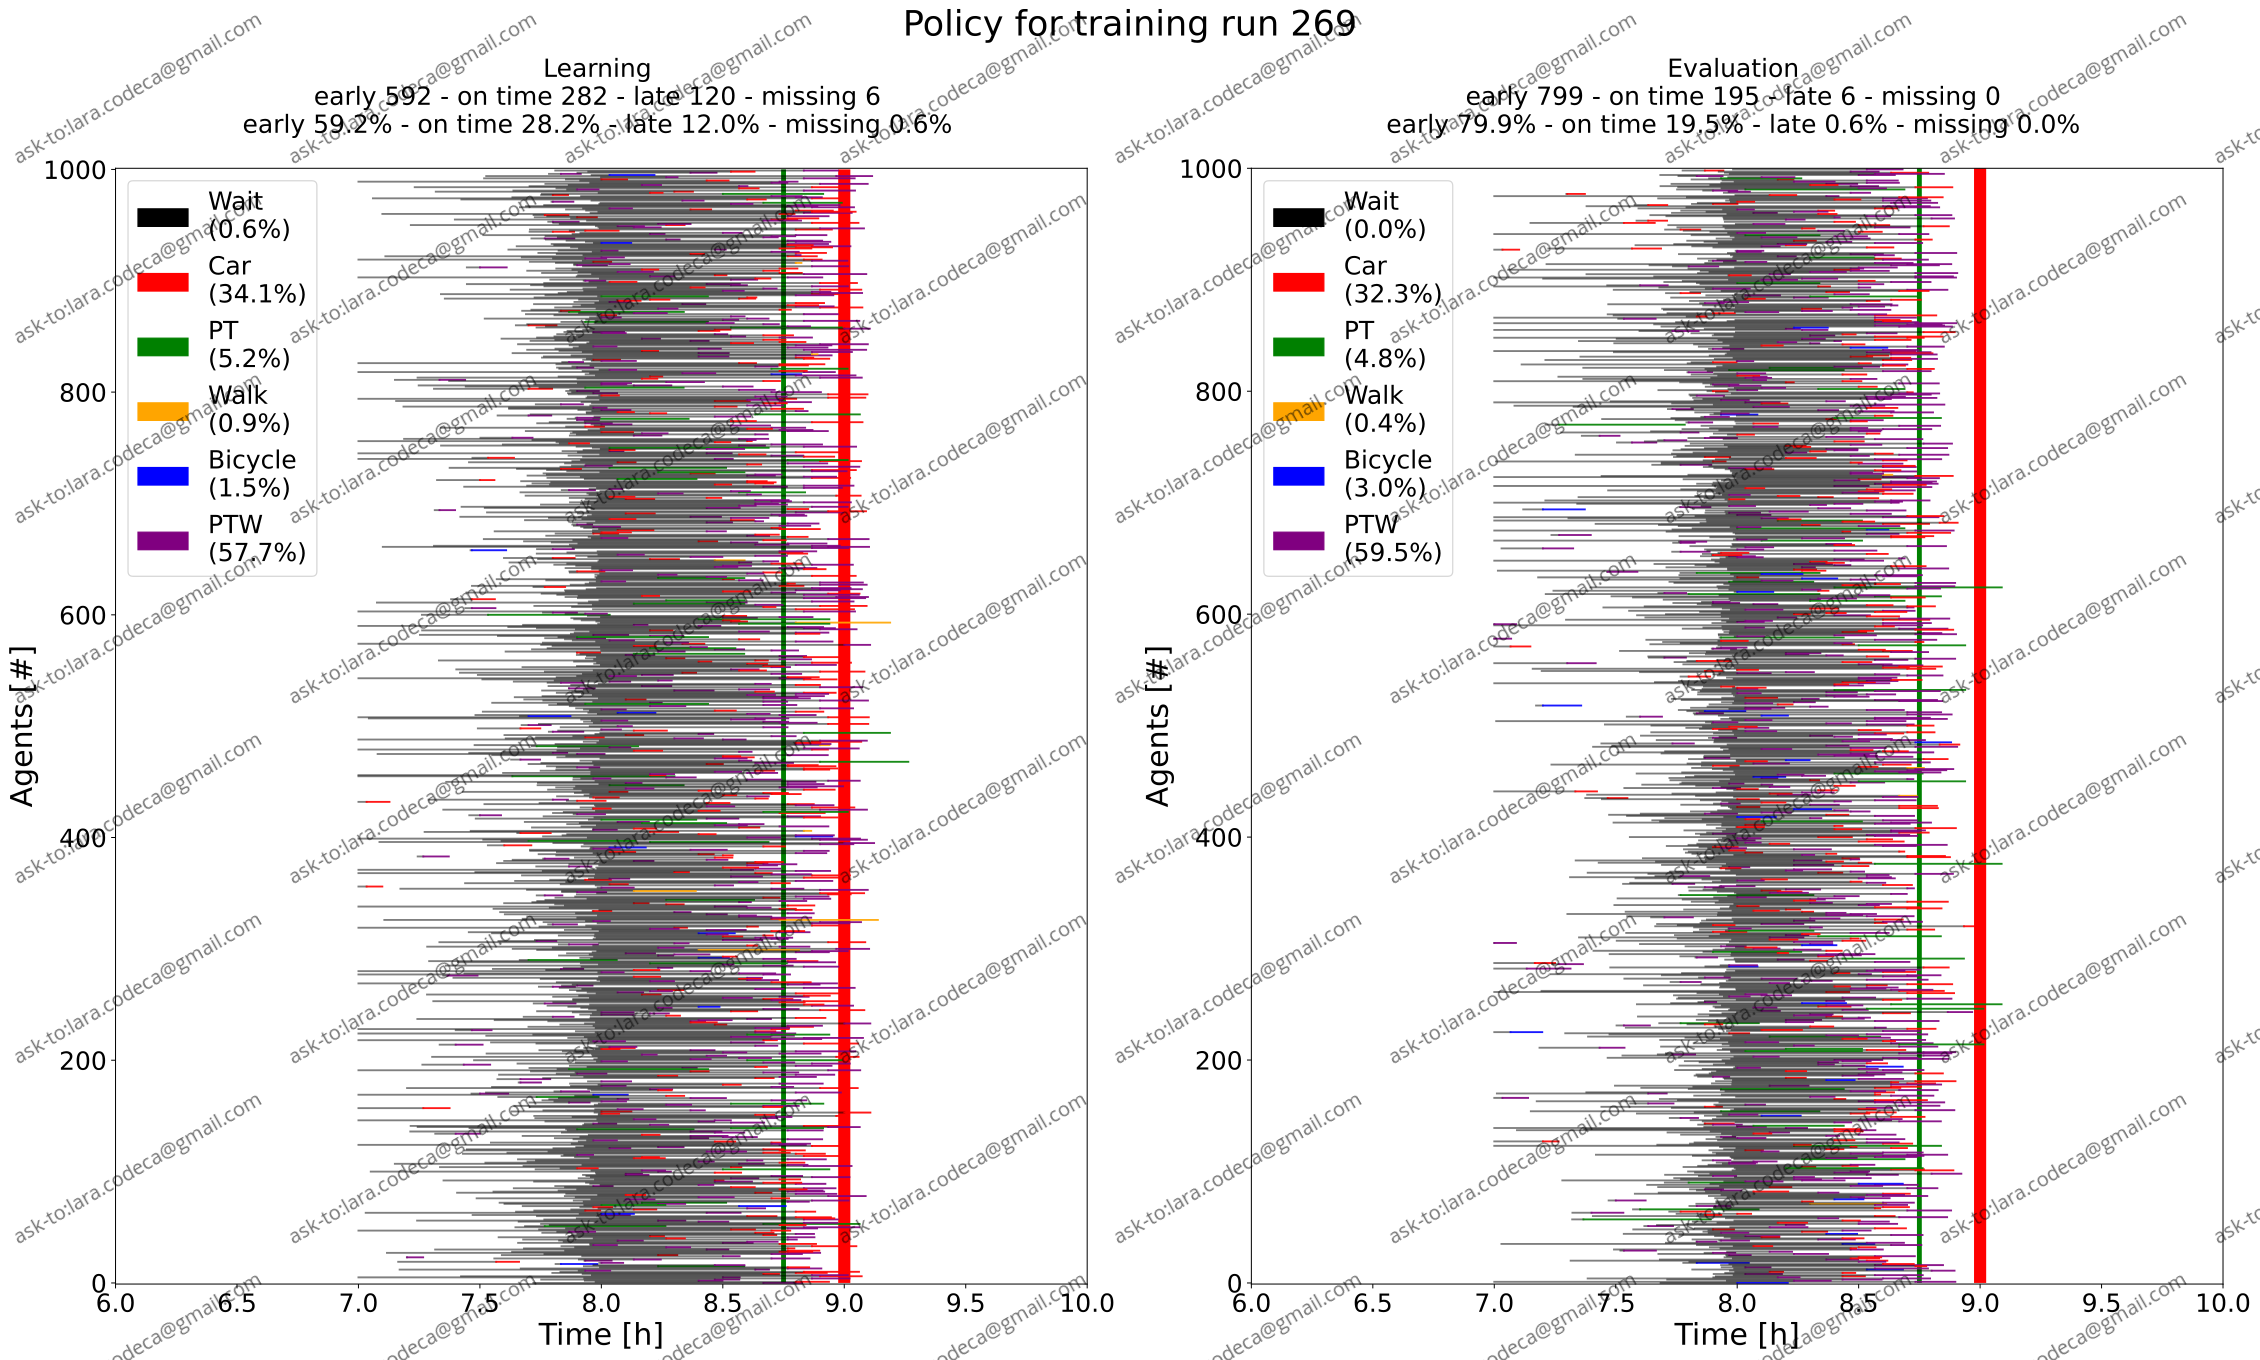 Policy for training run 269
Learning
early 592 - on time 282 - late 120 - missing 6
early 59.2% - on time 28.2% - late 12.0% - missing 0.6%
Agents [#]
1000
800
600
400
200
0
Wait
(0.6%)
Car
(34.1%)
PT
(5.2%)
Walk
(0.9%)
Bicycle
(1.5%)
PTW
(57.7%)
6.0 6.5 7.0 7.5 8.0 8.5 9.0 9.5 10.0
Time [h]
Evaluation
early 799 - on time 195 - late 6 - missing 0
early 79.9% - on time 19.5% - late 0.6% - missing 0.0%
Agents [#]
1000
800
600
400
200
0
Wait
(0.0%)
Car
(32.3%)
PT
(4.8%)
Walk
(0.4%)
Bicycle
(3.0%)
PTW
(59.5%)
6.0 6.5 7.0 7.5 8.0 8.5 9.0 9.5 10.0
Time [h]
ask-to:lara.codeca@gmail.com